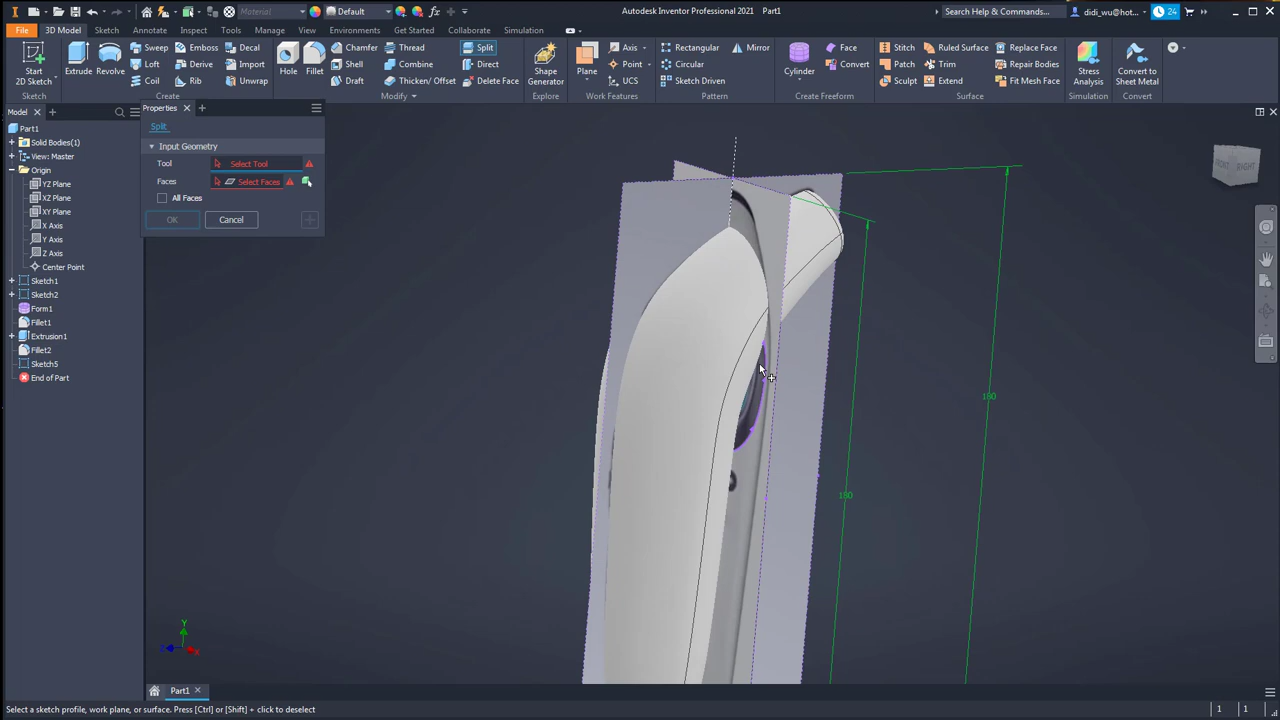 Material
Default
Autodesk Inventor Professional 2021 Part1
Search Help & Commands...
didi_wu@hot...
24
File
3D Model
Sketch
Annotate
Inspect
Tools
Manage
View
Environments
Get Started
Collaborate
Simulation
Start
2D Sketch
Extrude
Revolve
Sweep
Loft
Coil
Emboss
Derive
Rib
Decal
Import
Unwrap
Hole
Fillet
Chamfer
Shell
Draft
Thread
Combine
Thicken/ Offset
Split
Direct
Delete Face
Shape
Generator
Plane
Axis
Point
UCS
Rectangular
Circular
Sketch Driven
Mirror
Cylinder
Face
Convert
Stitch
Patch
Sculpt
Ruled Surface
Trim
Extend
Replace Face
Repair Bodies
Fit Mesh Face
Stress
Analysis
Convert to
Sheet Metal
Sketch
Create
Modify
Explore
Work Features
Pattern
Create Freeform
Surface
Simulation
Convert
Model
Part1
Solid Bodies(1)
View: Master
Origin
YZ Plane
XZ Plane
XY Plane
X Axis
Y Axis
Z Axis
Center Point
Sketch1
Sketch2
Form1
Fillet1
Extrusion1
Fillet2
Sketch5
End of Part
Properties
Split
Input Geometry
Tool
Select Tool
Faces
Select Faces
All Faces
OK
Cancel
RIGHT
180
Y
Z
X
Part1
Select a sketch profile, work plane, or surface. Press [Ctrl] or [Shift] + click to deselect
1
1